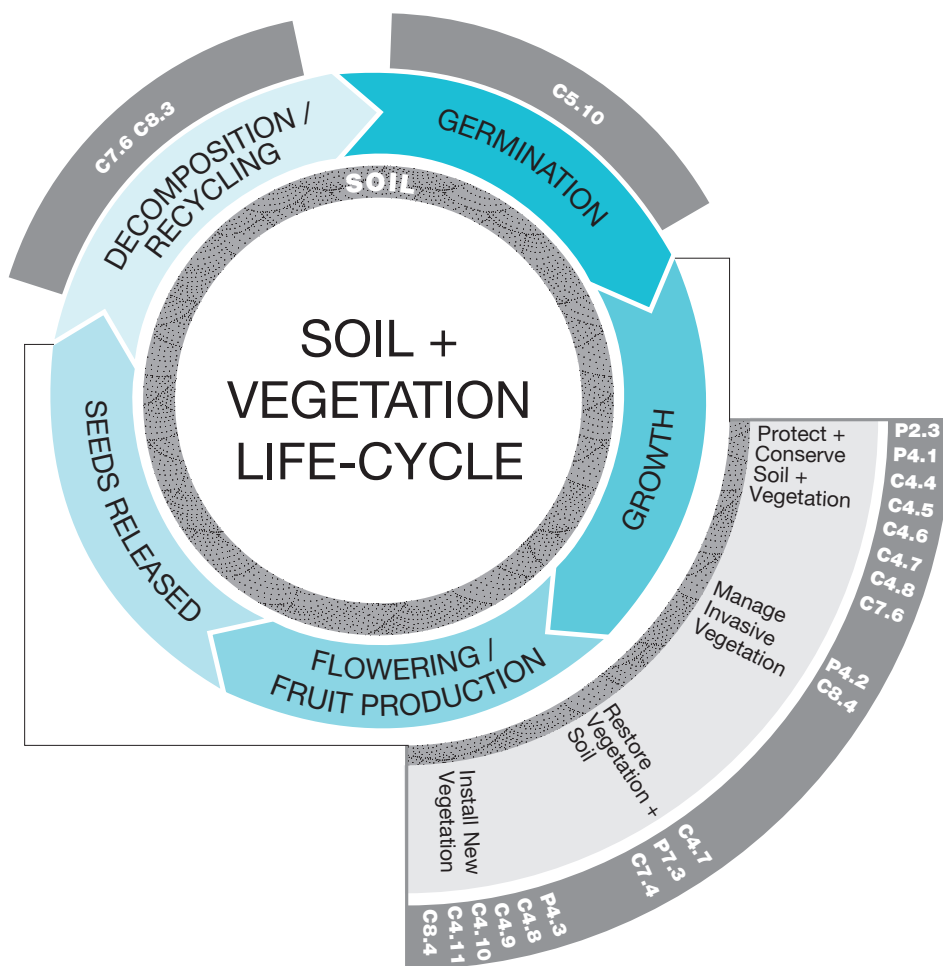 C7.6 C8.3
C5.10
DECOMPOSITION /
RECYCLING
GERMINATION
SOIL
SOIL +
VEGETATION
LIFE-CYCLE
GROWTH
SEEDS RELEASED
FLOWERING /
FRUIT PRODUCTION
Protect +
Conserve
Soil +
Vegetation
P2.3
P4.1
C4.4
C4.5
C4.6
C4.7
C4.8
C7.6
Manage
Invasive
Vegetation
P4.2
C8.4
Restore
Vegetation +
Soil
C4.7
P7.3
C7.4
Install New
Vegetation
P4.3
C4.8
C4.9
C4.10
C4.11
C8.4